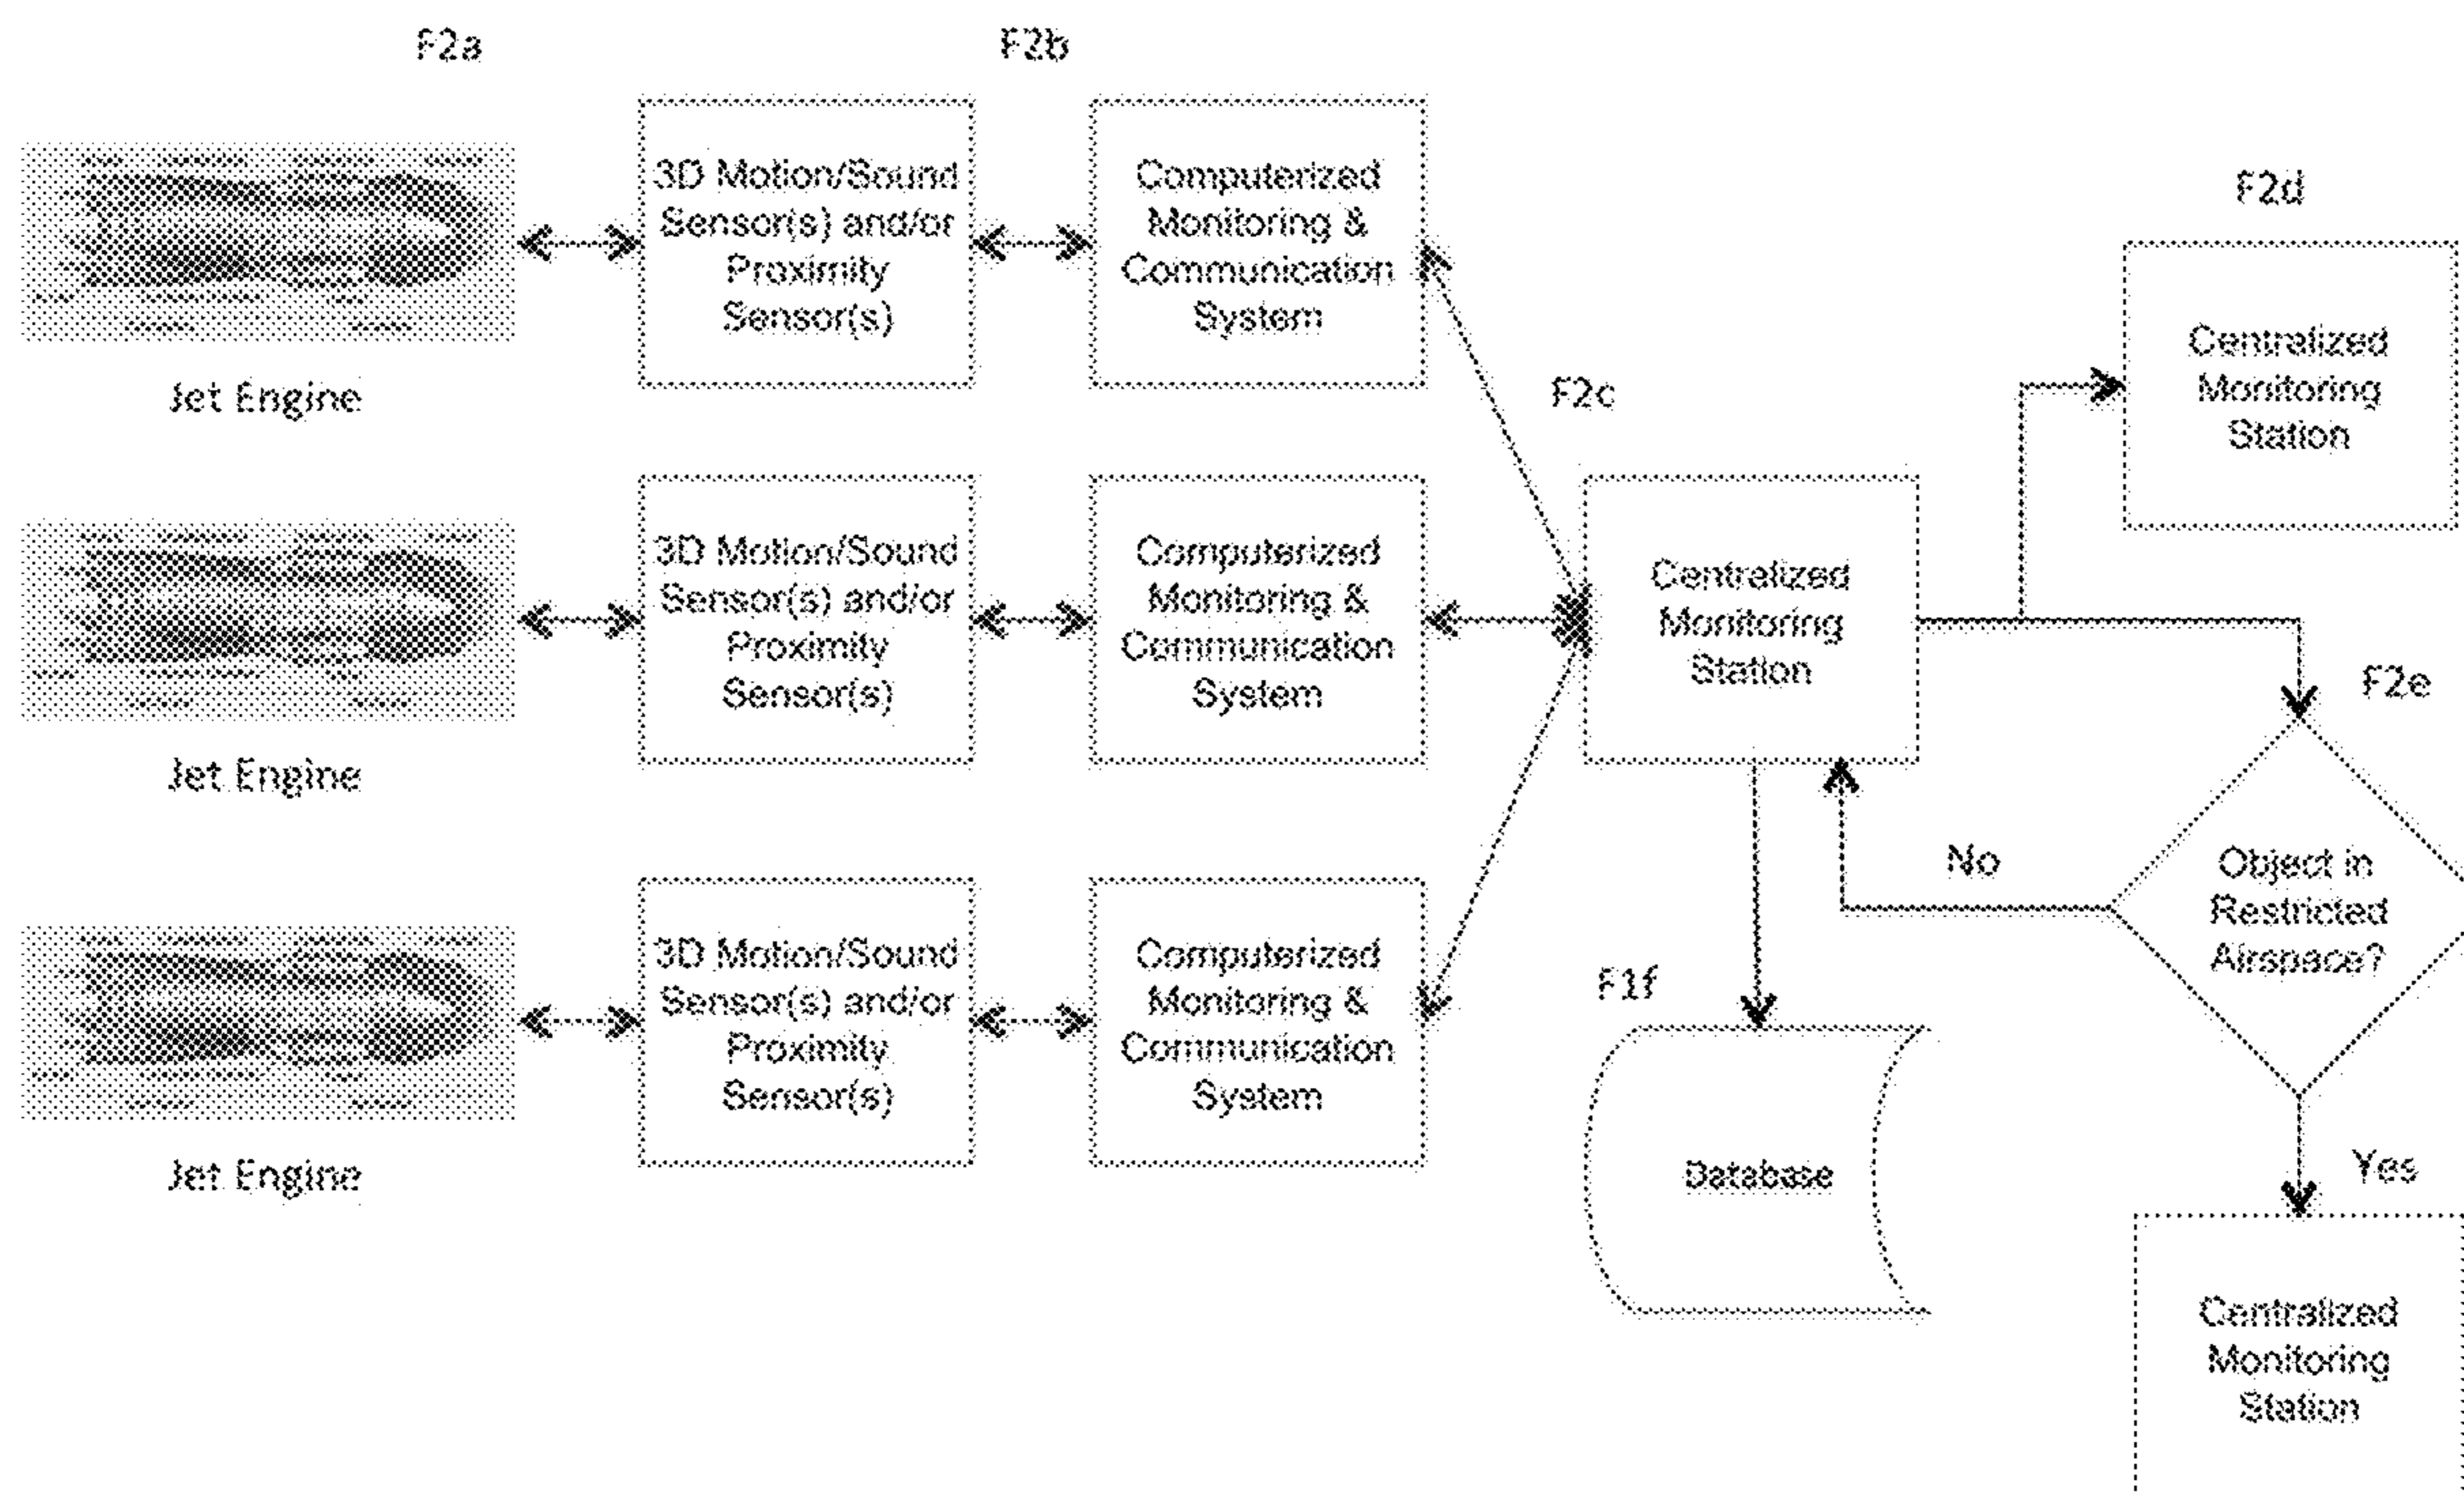 F2a
F2b
3D Motion/Sound
Sensor(s) and/or
Proximity
Sensor(s)
Computerized
Monitoring &
Communication
System
Jet Engine
F2c
F2d
Centralized
Monitoring
Station
3D Motion/Sound
Sensor(s) and/or
Proximity
Sensor(s)
Computerized
Monitoring &
Communication
System
Jet Engine
Centralized
Monitoring
Station
F2e
Object in
Restricted
Airspace?
No
Yes
3D Motion/Sound
Sensor(s) and/or
Proximity
Sensor(s)
Computerized
Monitoring &
Communication
System
Jet Engine
F1f
Database
Centralized
Monitoring
Station